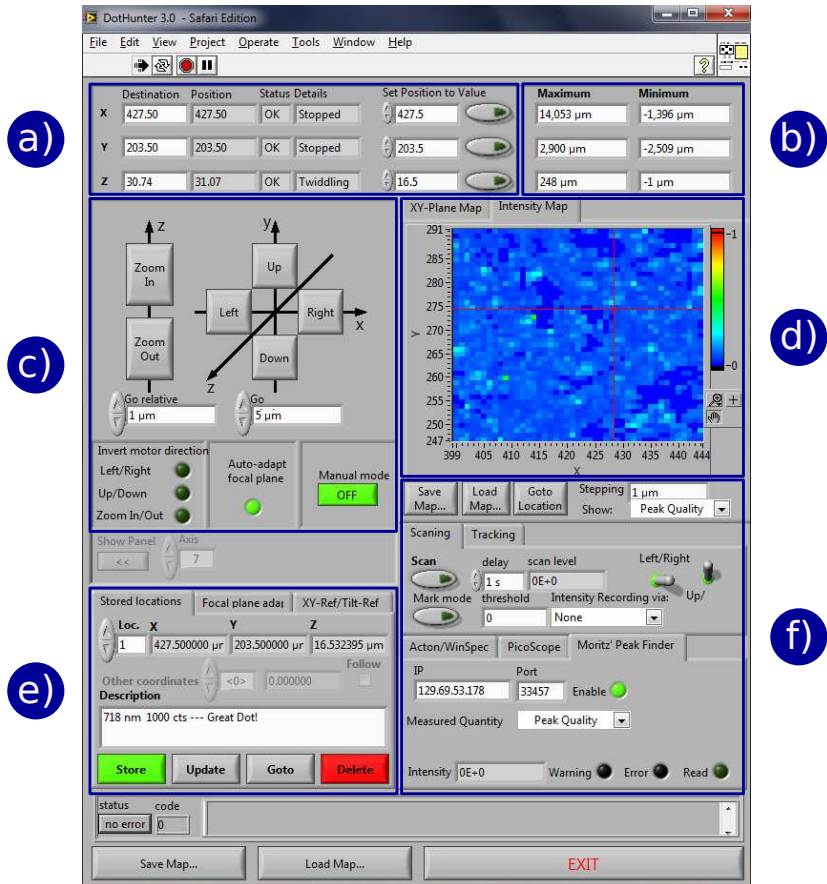 DotHunter 3.0 - Safari Edition
File Edit View Project Operate Tools Window Help
a)
Destination Position Status Details Set Position to Value
X 427.50 427.50 OK Stopped 427.5
Y 203.50 203.50 OK Stopped 203.5
Z 30.74 31.07 OK Twiddling 16.5
b)
Maximum Minimum
14,053 µm -1,396 µm
2,900 µm -2,509 µm
248 µm -1 µm
c)
z y
Zoom In
Up
Left Right
x
Zoom Out
Down
z
Go relative Go
1 µm 5 µm
Invert motor direction
Left/Right
Up/Down
Zoom In/Out
Auto-adapt focal plane
Manual mode
OFF
Show Panel Axis
<< 7
d)
XY-Plane Map Intensity Map
291
285
280
275
270
265
260
255
250
247
Y
399 405 410 415 420 425 430 435 440 444
X
1
0
e)
Stored locations Focal plane adap XY-Ref/Tilt-Ref
Loc. X Y Z
1 427.500000 µr 203.500000 µr 16.532395 µm
Follow
Other coordinates <0> 0.000000
Description
718 nm 1000 cts --- Great Dot!
Store Update Goto Delete
f)
Save Map... Load Map... Goto Location
Stepping 1 µm
Show: Peak Quality
Scaning Tracking
Scan delay scan level Left/Right
1 s 0E+0
Mark mode threshold Intensity Recording via: Up/
0 None
Acton/WinSpec PicoScope Moritz' Peak Finder
IP Port
129.69.53.178 33457 Enable
Measured Quantity Peak Quality
Intensity 0E+0 Warning Error Read
status code
no error 0
Save Map... Load Map... EXIT